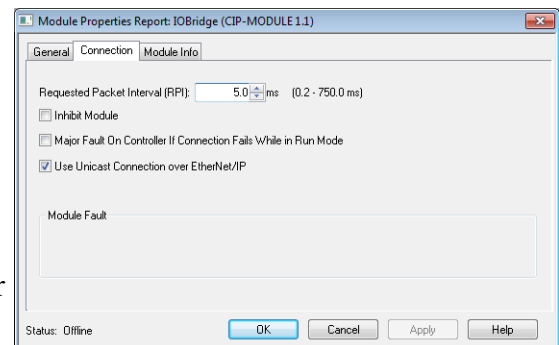 Module Properties Report: IOBridge (CIP-MODULE 1.1)
General Connection Module Info
Requested Packet Interval (RPI): 5.0 ms (0.2 - 750.0 ms)
Inhibit Module
Major Fault On Controller If Connection Fails While in Run Mode
Use Unicast Connection over EtherNet/IP
Module Fault
r
Status: Offline OK Cancel Apply Help